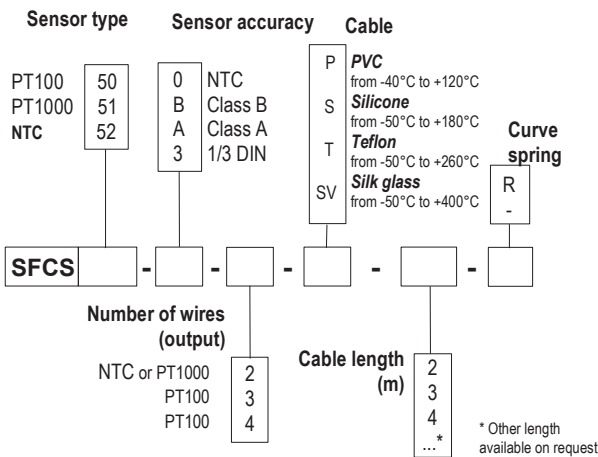 Sensor type
PT100 50
PT1000 51
NTC 52
Sensor accuracy
0 NTC
B Class B
A Class A
3 1/3 DIN
Cable
P PVC
from -40°C to +120°C
S Silicone
from -50°C to +180°C
T Teflon
from -50°C to +260°C
SV Silk glass
from -50°C to +400°C
Curve
spring
R
-
SFCS - - - - -
Number of wires
(output)
NTC or PT1000 2
PT100 3
PT100 4
Cable length
(m)
2
3
4
...*
* Other length
available on request